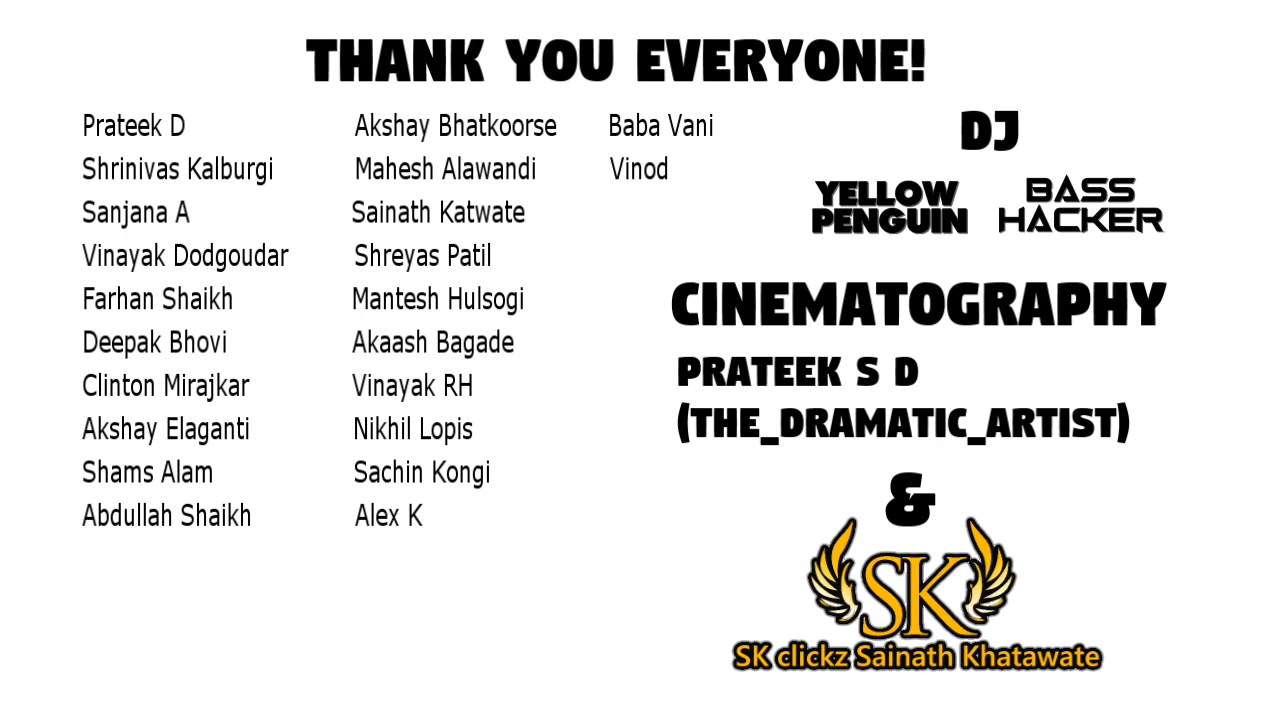 THANK YOU EVERYONE!
Prateek D
Shrinivas Kalburgi
Sanjana A
Vinayak Dodgoudar
Farhan Shaikh
Deepak Bhovi
Clinton Mirajkar
Akshay Elaganti
Shams Alam
Abdullah Shaikh
Akshay Bhatkoorse
Mahesh Alawandi
Sainath Katwate
Shreyas Patil
Mantesh Hulsogi
Akaash Bagade
Vinayak RH
Nikhil Lopis
Sachin Kongi
Alex K
Baba Vani
Vinod
DJ
YELLOW
PENGUIN
BASS
HACKER
CINEMATOGRAPHY
PRATEEK S D
(THE_DRAMATIC_ARTIST)
&
SK
SK clickz Sainath Khatawate